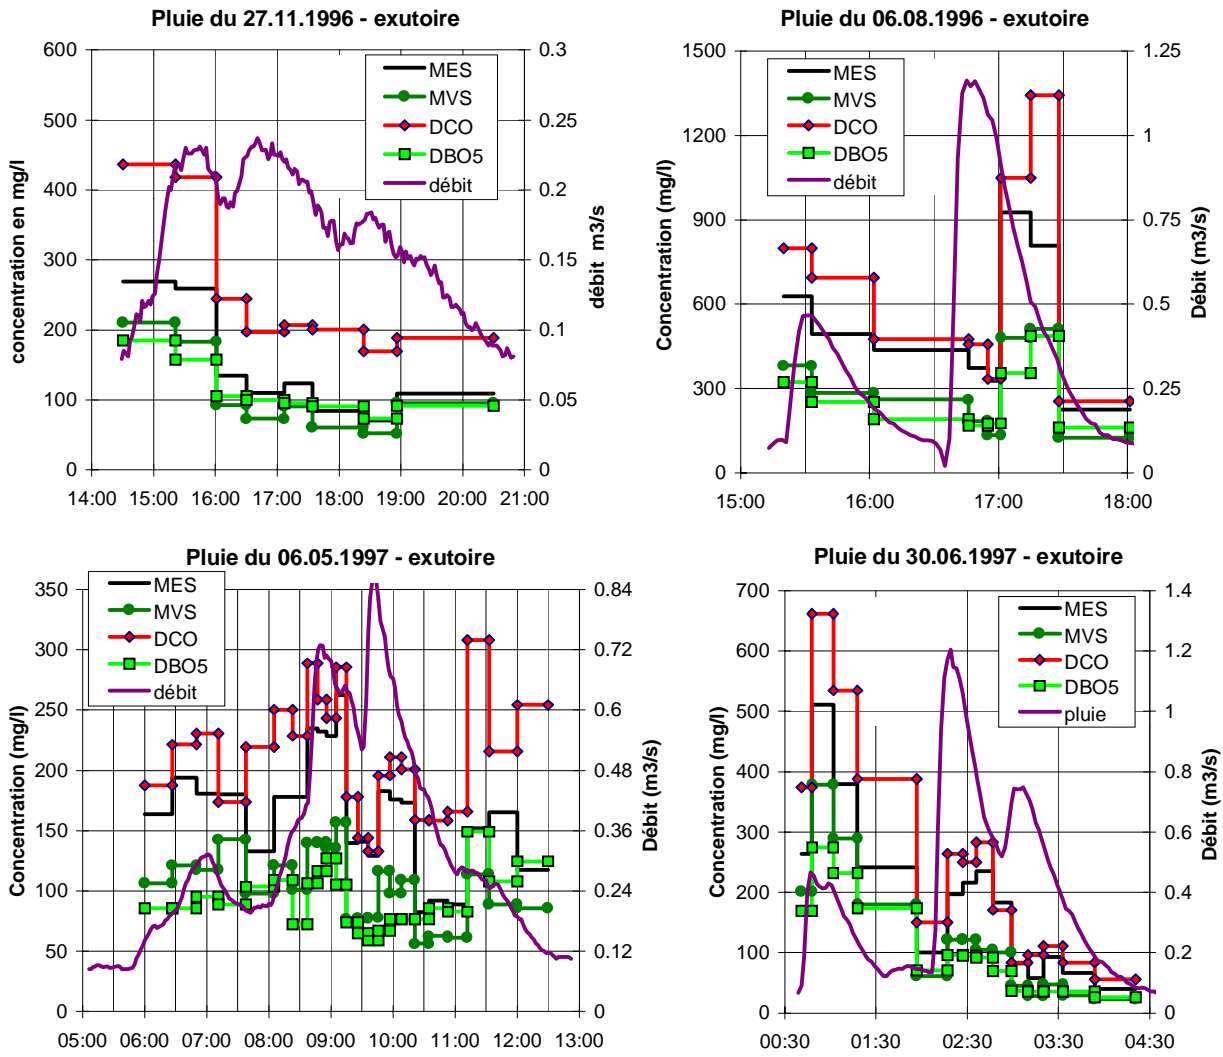 Pluie du 27.11.1996 - exutoire
600
500
400
300
200
100
0
concentration en mg/l
0.3
0.25
0.2
0.15
0.1
0.05
0
débit m3/s
MES
MVS
DCO
DBO5
débit
14:00 15:00 16:00 17:00 18:00 19:00 20:00 21:00
Pluie du 06.08.1996 - exutoire
1500
1200
900
600
300
0
Concentration (mg/l)
1.25
1
0.75
0.5
0.25
0
Débit (m3/s)
MES
MVS
DCO
DBO5
débit
15:00 16:00 17:00 18:00
Pluie du 06.05.1997 - exutoire
350
300
250
200
150
100
50
0
Concentration (mg/l)
0.84
0.72
0.6
0.48
0.36
0.24
0.12
0
Débit (m3/s)
MES
MVS
DCO
DBO5
débit
05:00 06:00 07:00 08:00 09:00 10:00 11:00 12:00 13:00
Pluie du 30.06.1997 - exutoire
700
600
500
400
300
200
100
0
Concentration (mg/l)
1.4
1.2
1
0.8
0.6
0.4
0.2
0
Débit (m3/s)
MES
MVS
DCO
DBO5
pluie
00:30 01:30 02:30 03:30 04:30